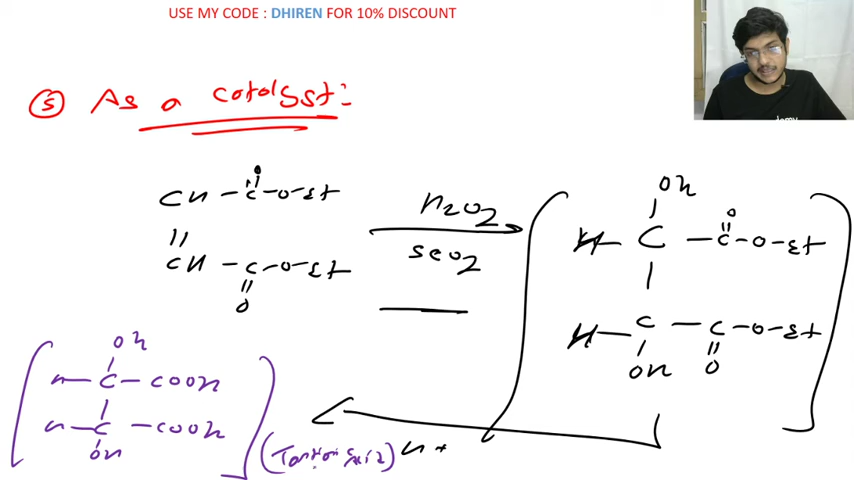 USE MY CODE : DHIREN FOR 10% DISCOUNT
⑤ As a catalyst:
OH
CH – C – O – Et
O
H2O2
SeO2
H – C – C – O – Et
O
CH – C – O – Et
O
H – C – C – O – Et
OH O
OH
H – C – COOH
H – C – COOH
OH
(Tartaric acid)
H+